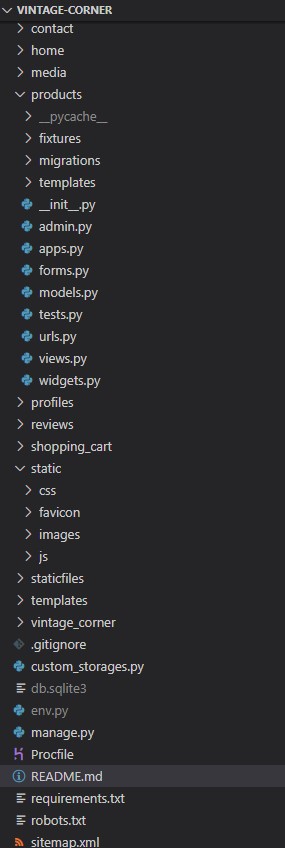 VINTAGE-CORNER
contact
home
media
products
__pycache__
fixtures
migrations
templates
__init__.py
admin.py
apps.py
forms.py
models.py
tests.py
urls.py
views.py
widgets.py
profiles
reviews
shopping_cart
static
css
favicon
images
js
staticfiles
templates
vintage_corner
.gitignore
custom_storages.py
db.sqlite3
env.py
manage.py
Procfile
README.md
requirements.txt
robots.txt
sitemap.xml